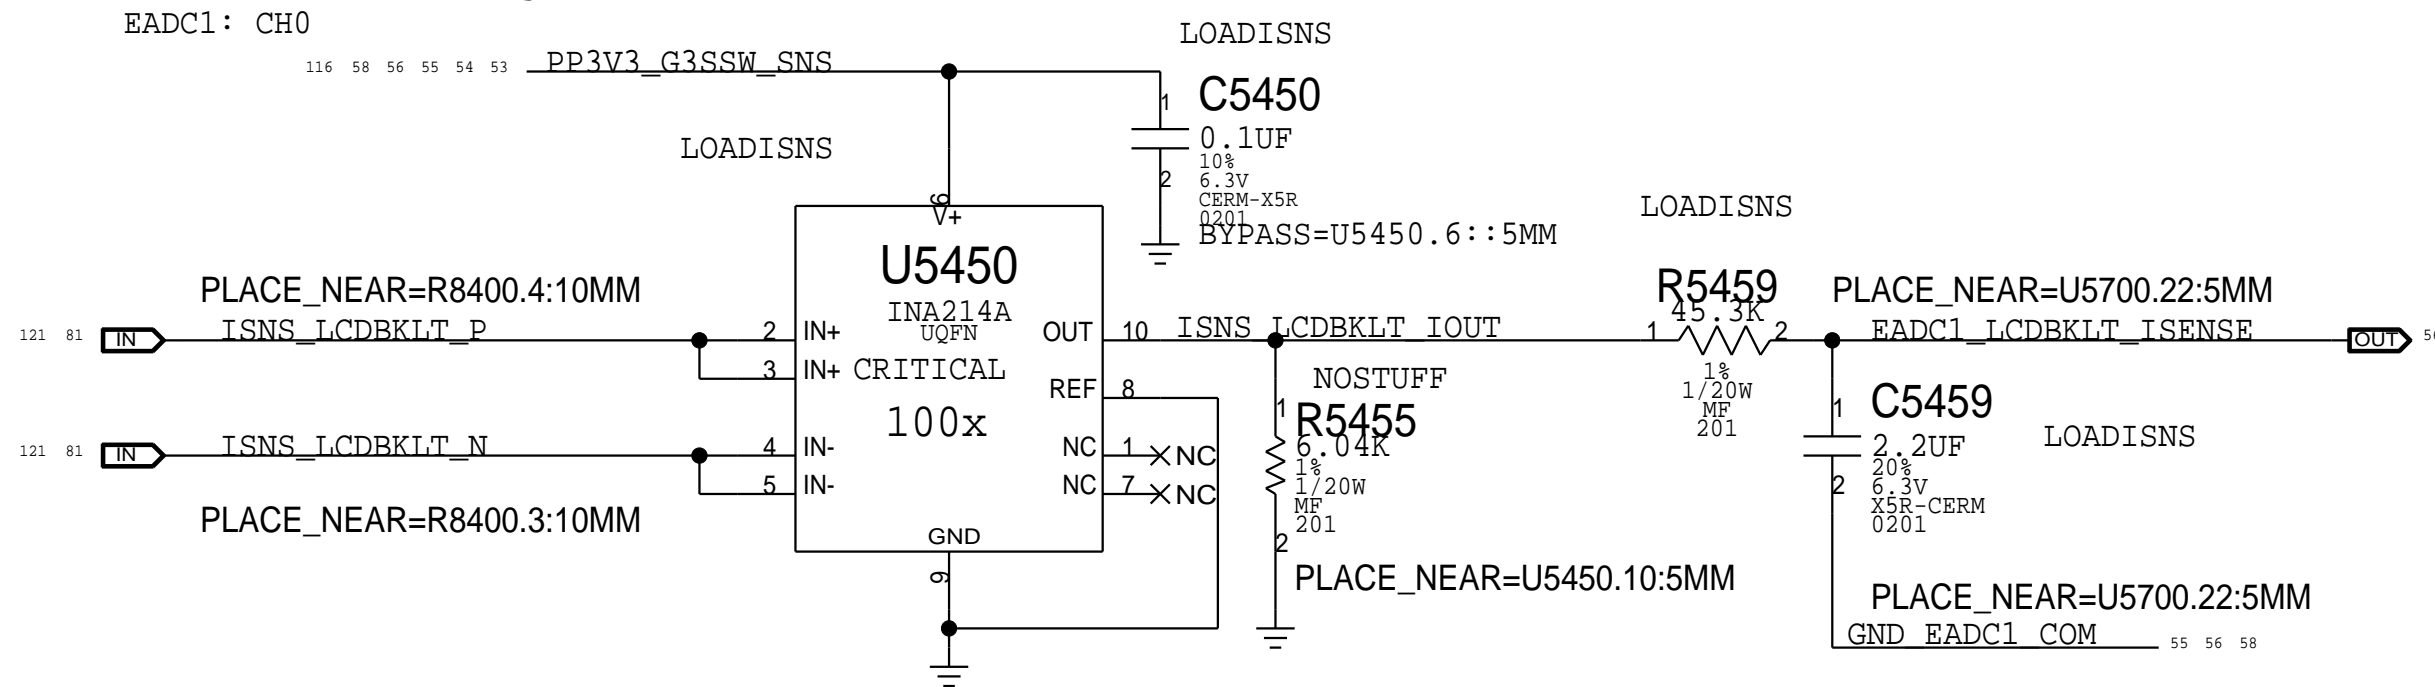 EADC1: CH0
LOADISNS
116 58 56 55 54 53 PP3V3_G3SSW_SNS
1 C5450
0.1UF
10%
2 6.3V
CERM-X5R
0201
BYPASS=U5450.6::5MM
LOADISNS
LOADISNS
6
V+
U5450
INA214A
UQFN
CRITICAL
100x
PLACE_NEAR=R8400.4:10MM
121 81 IN ISNS_LCDBKLT_P 2 IN+
3 IN+
121 81 IN ISNS_LCDBKLT_N 4 IN-
5 IN-
PLACE_NEAR=R8400.3:10MM
OUT 10 ISNS_LCDBKLT_IOUT
REF 8
NC 1 NC
NC 7 NC
GND
9
NOSTUFF
1 R5455
6.04K
1%
1/20W
MF
201
2
PLACE_NEAR=U5450.10:5MM
R5459
45.3K
1 2
1%
1/20W
MF
201
PLACE_NEAR=U5700.22:5MM
EADC1_LCDBKLT_ISENSE OUT
1 C5459
2.2UF
20%
2 6.3V
X5R-CERM
0201
LOADISNS
PLACE_NEAR=U5700.22:5MM
GND_EADC1_COM 55 56 58